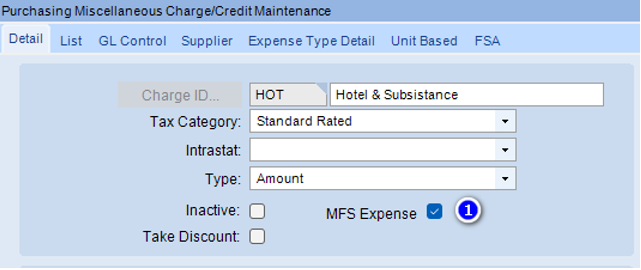 Purchasing Miscellaneous Charge/Credit Maintenance
Detail List GL Control Supplier Expense Type Detail Unit Based FSA
Charge ID... HOT Hotel & Subsistance
Tax Category: Standard Rated
Intrastat:
Type: Amount
Inactive: MFS Expense 1
Take Discount: